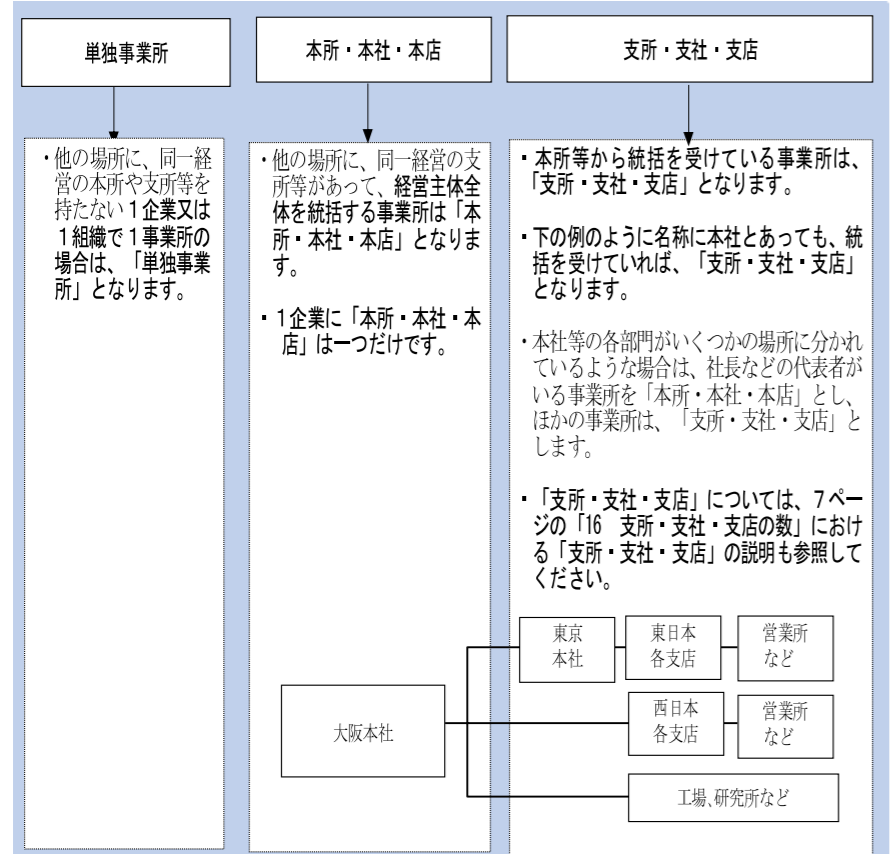 単独事業所
本所・本社・本店
支所・支社・支店
・他の場所に、同一経
営の本所や支所等を
持たない１企業又は
１組織で１事業所の
場合は、「単独事業
所」となります。
・他の場所に、同一経営の支
所等があって、経営主体全
体を統括する事業所は「本
所・本社・本店」となりま
す。
・１企業に「本所・本社・本
店」は一つだけです。
・本所等から統括を受けている事業所は、
「支所・支社・支店」となります。
・下の例のように名称に本社とあっても、統
括を受けていれば、「支所・支社・支店」
となります。
・本社等の各部門がいくつかの場所に分かれ
ているような場合は、社長などの代表者が
いる事業所を「本所・本社・本店」とし、
ほかの事業所は、「支所・支社・支店」と
します。
・「支所・支社・支店」については、７ペー
ジの「16　支所・支社・支店の数」におけ
る「支所・支社・支店」の説明も参照して
ください。
東京
本社
東日本
各支店
営業所
など
大阪本社
西日本
各支店
営業所
など
工場、研究所など